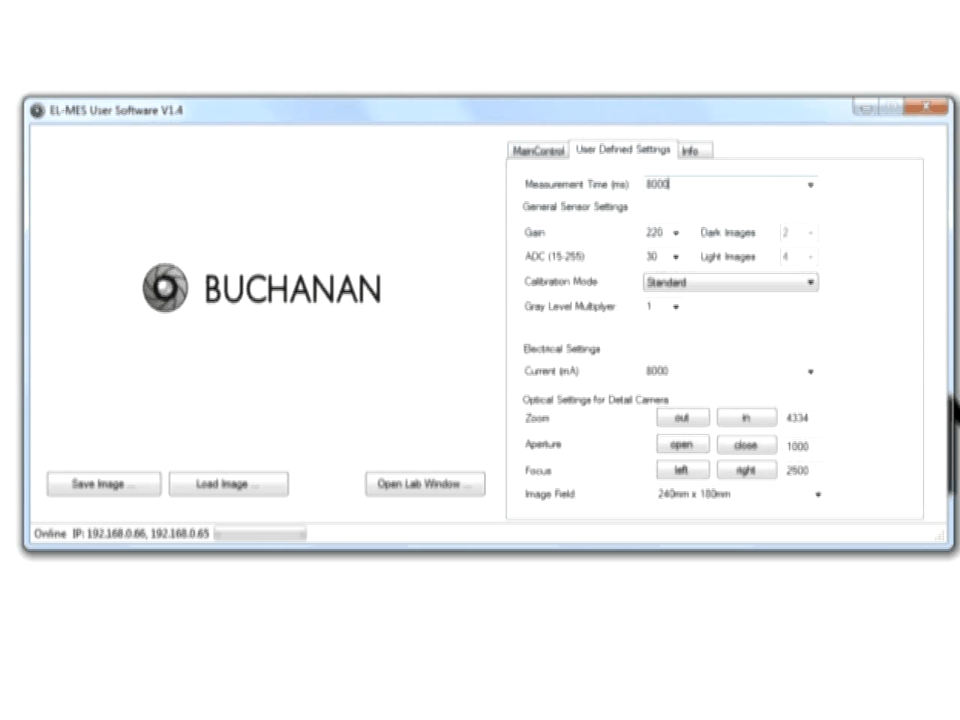 EL-MES User Software V1.4
MainControl User Defined Settings Info
Measurement Time (ms) 8000
General Sensor Settings
Gain 220 Dark Images 2
ADC (15-255) 30 Light Images 4
Calibration Mode Standard
Gray Level Multiplyer 1
BUCHANAN
Electrical Settings
Current (mA) 8000
Optical Settings for Detail Camera
Zoom out in 4334
Aperture open close 1000
Focus left right 2500
Image Field 240mm x 180mm
Save Image ... Load Image ... Open Lab Window ...
Online IP: 192.168.0.66, 192.168.0.65